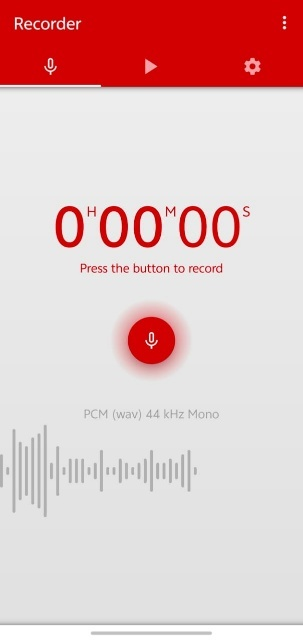 Recorder
0H00M00S
Press the button to record
PCM (wav) 44 kHz Mono